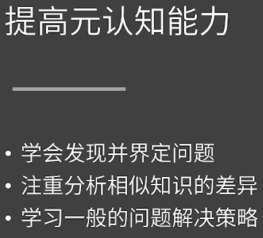 提高元认知能力
• 学会发现并界定问题
• 注重分析相似知识的差异
• 学习一般的问题解决策略